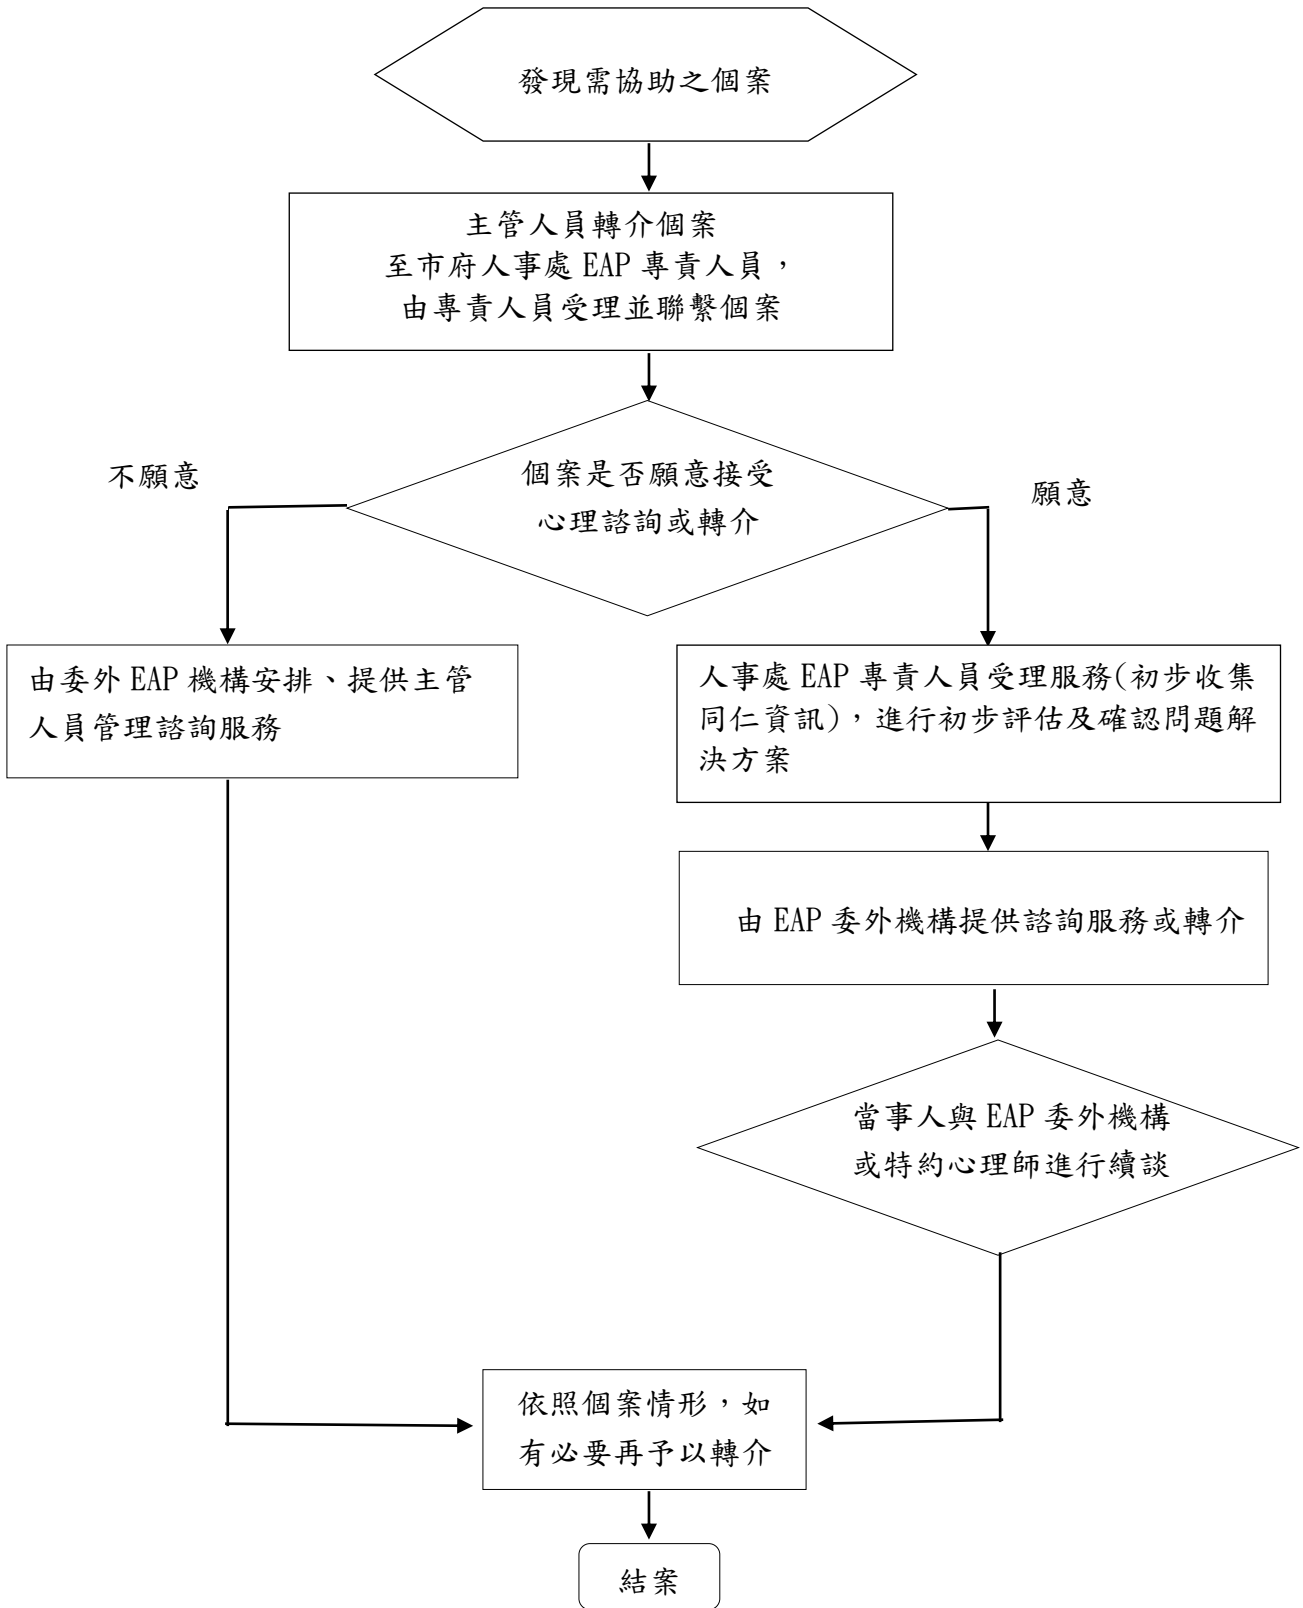 發現需協助之個案
主管人員轉介個案
至市府人事處 EAP 專責人員，
由專責人員受理並聯繫個案
不願意
個案是否願意接受
心理諮詢或轉介
願意
由委外 EAP 機構安排、提供主管
人員管理諮詢服務
人事處 EAP 專責人員受理服務(初步收集
同仁資訊)，進行初步評估及確認問題解
決方案
由 EAP 委外機構提供諮詢服務或轉介
當事人與 EAP 委外機構
或特約心理師進行續談
依照個案情形，如
有必要再予以轉介
結案